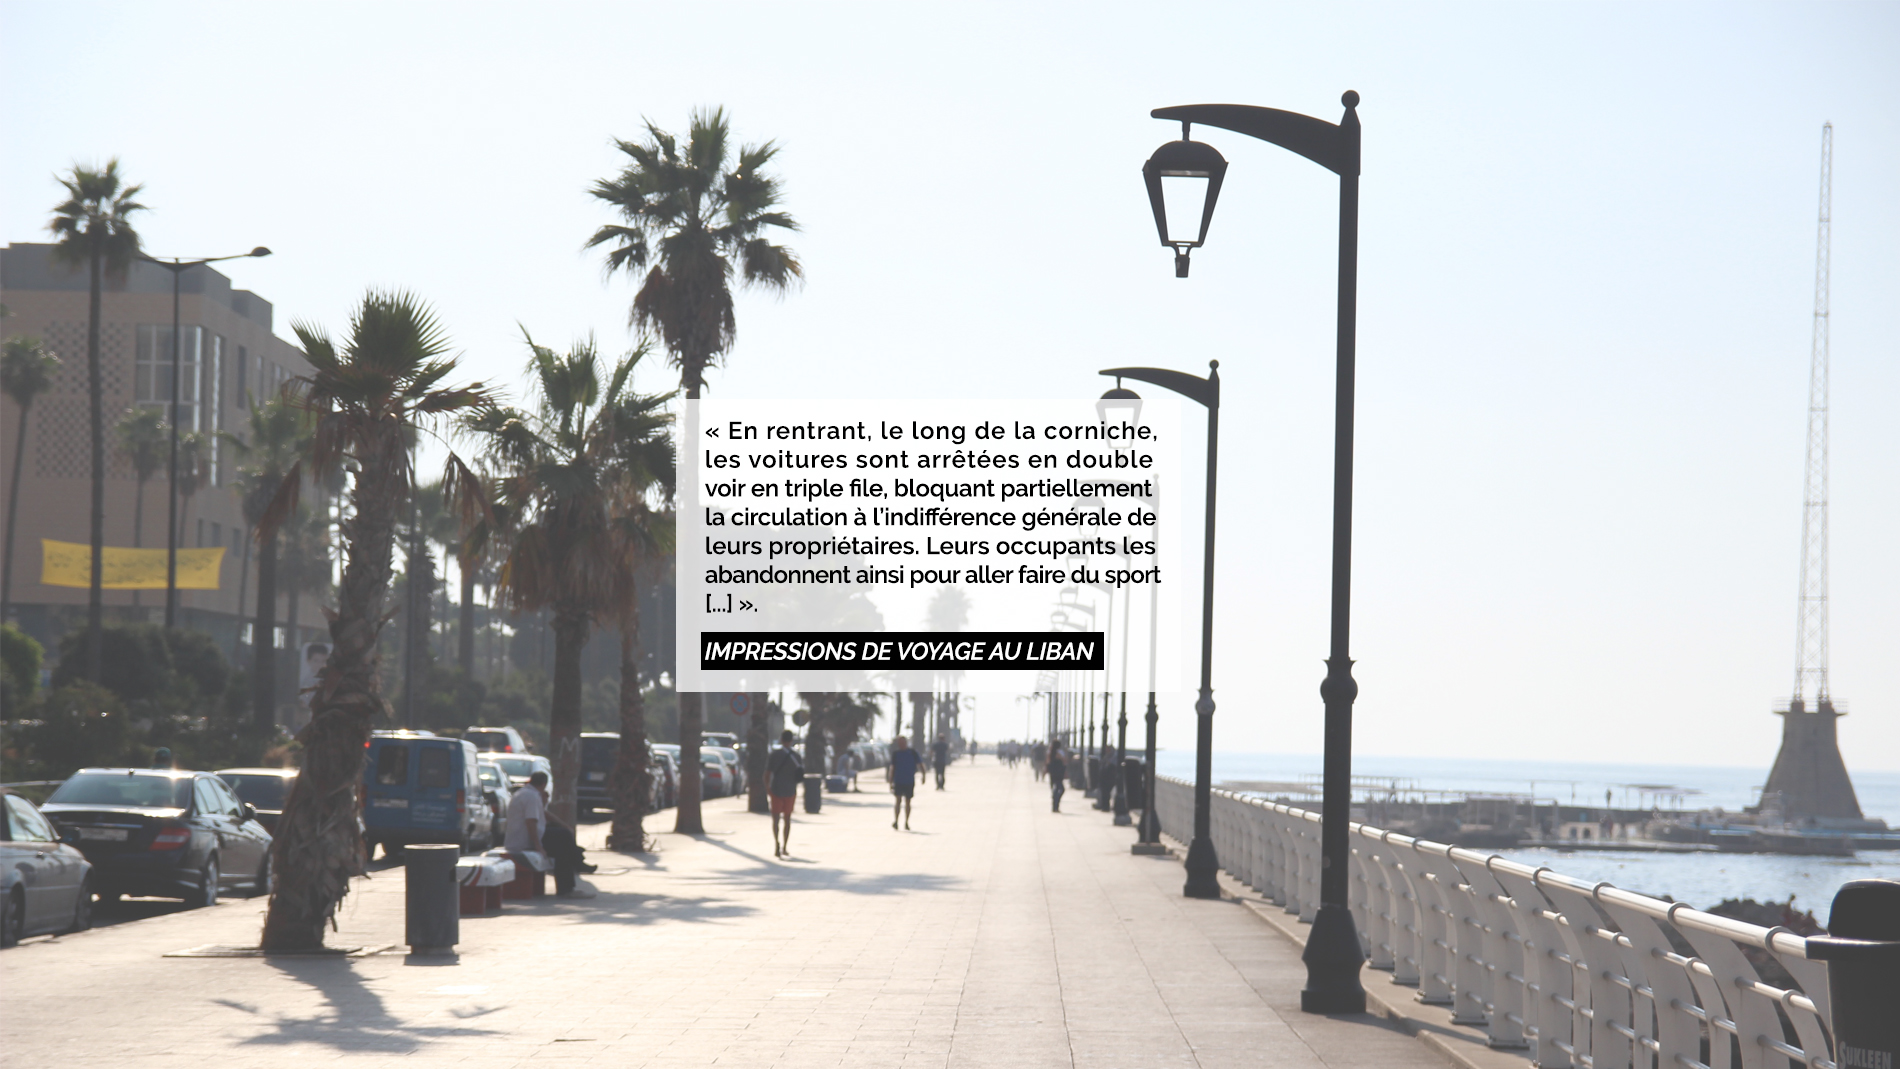 « En rentrant, le long de la corniche,
les voitures sont arrêtées en double
voir en triple file, bloquant partiellement
la circulation à l'indifférence générale de
leurs propriétaires. Leurs occupants les
abandonnent ainsi pour aller faire du sport
[...] ».
IMPRESSIONS DE VOYAGE AU LIBAN
SUKLEEN